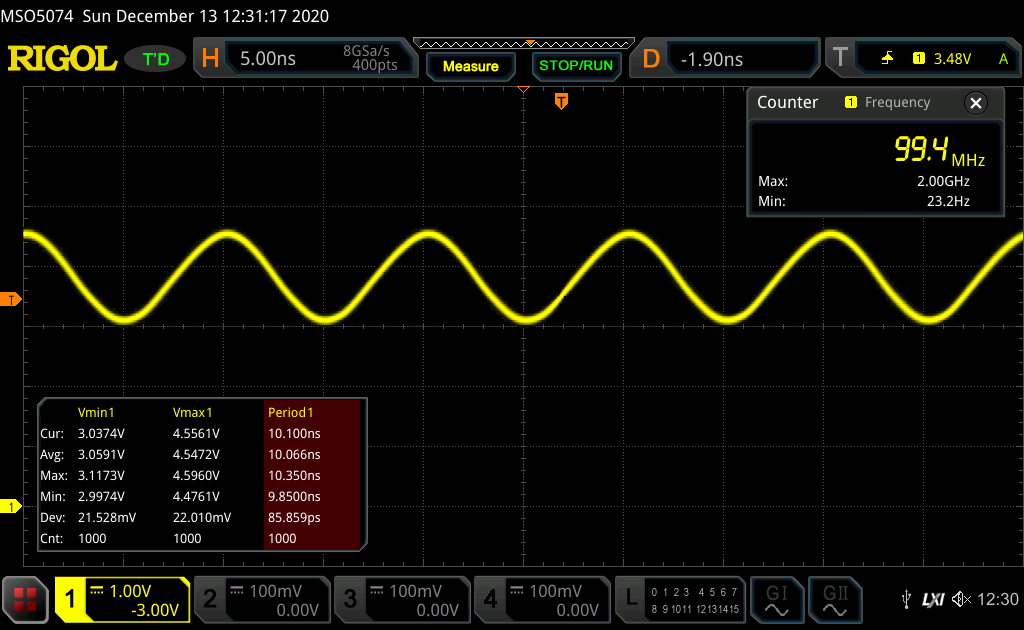 MSO5074 Sun December 13 12:31:17 2020
RIGOL T'D H 5.00ns 8GSa/s 400pts Measure STOP/RUN D -1.90ns T 1 3.48V A
T
Counter 1 Frequency
99.4 MHz
Max: 2.00GHz
Min: 23.2Hz
T
1
Vmin1 Vmax1 Period1
Cur: 3.0374V 4.5561V 10.100ns
Avg: 3.0591V 4.5472V 10.066ns
Max: 3.1173V 4.5960V 10.350ns
Min: 2.9974V 4.4761V 9.8500ns
Dev: 21.528mV 22.010mV 85.859ps
Cnt: 1000 1000 1000
1 1.00V -3.00V
2 100mV 0.00V
3 100mV 0.00V
4 100mV 0.00V
L 0 1 2 3 4 5 6 7
8 9 10 11 12 13 14 15
GI GII LXI 12:30